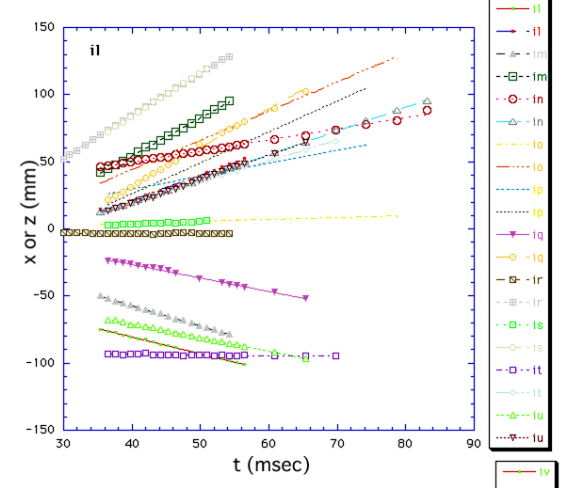 150
100
50
0
−50
−100
−150
30 40 50 60 70 80 90
x or z (mm)
t (msec)
il
il
il
im
im
in
in
io
io
ip
ip
iq
iq
ir
ir
is
is
it
it
iu
iu
iv